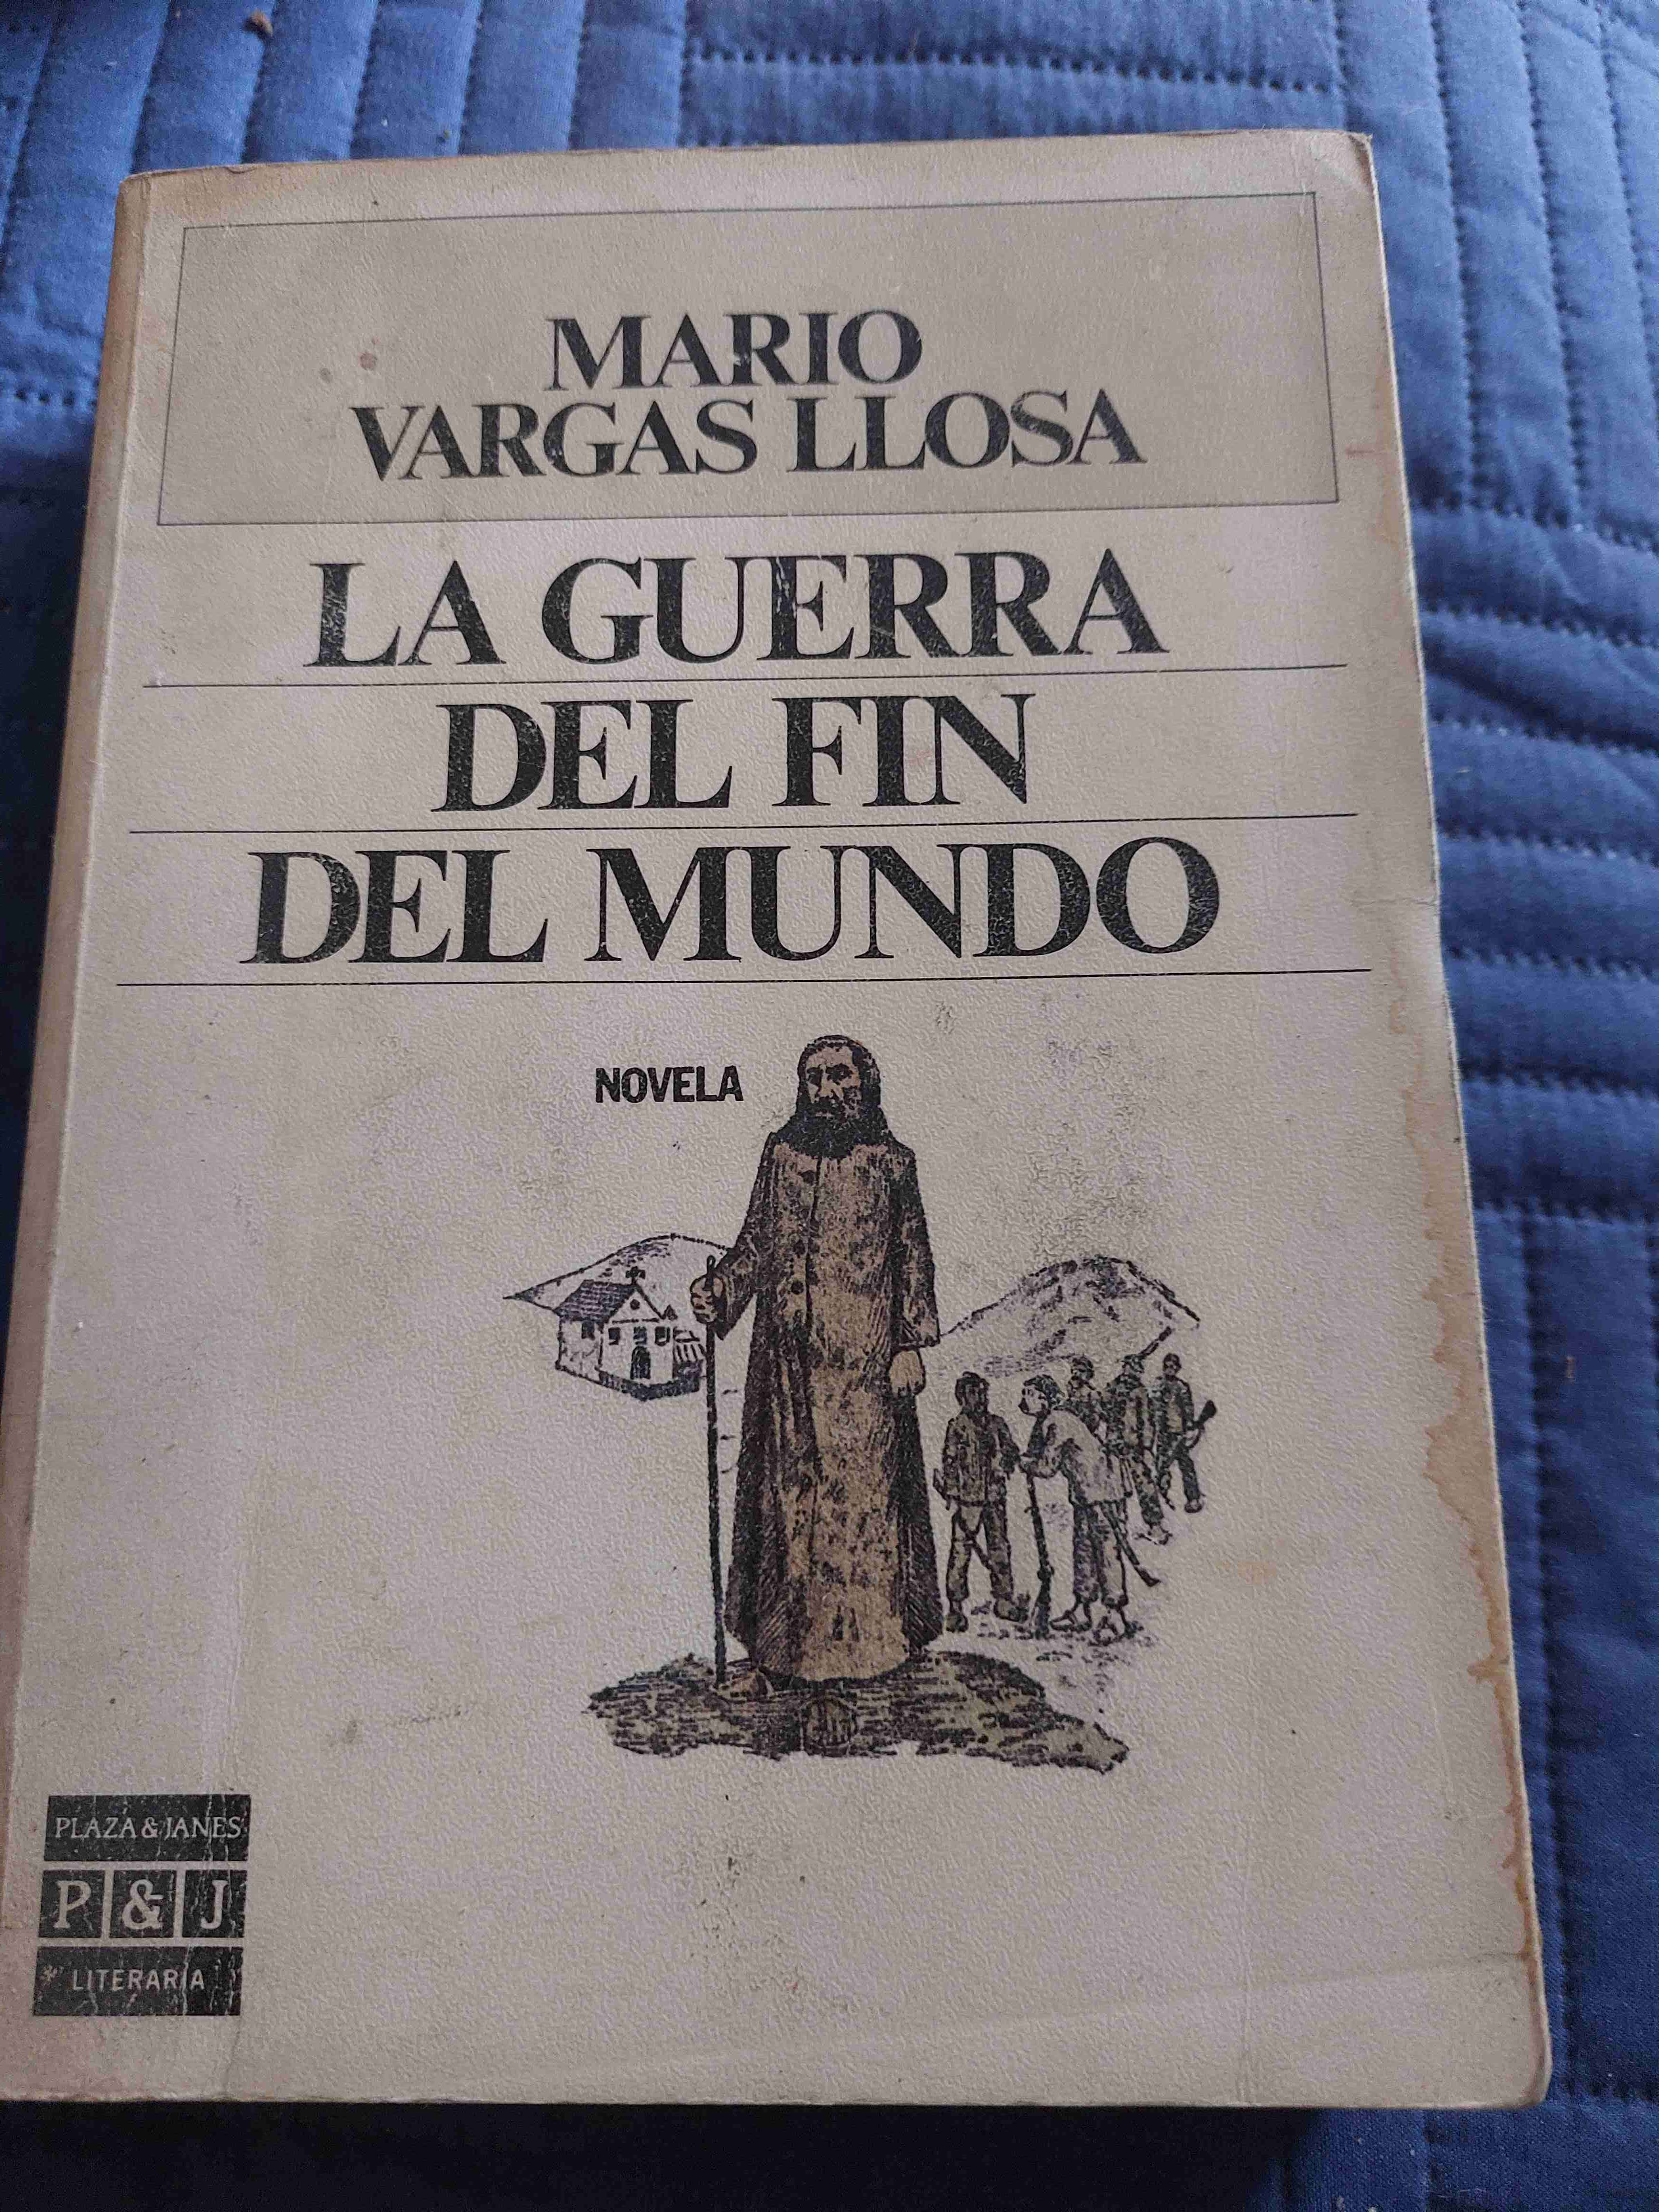 MARIO
VARGAS LLOSA
LA GUERRA
DEL FIN
DEL MUNDO
NOVELA
PLAZA & JANES
P & J
LITERARIA